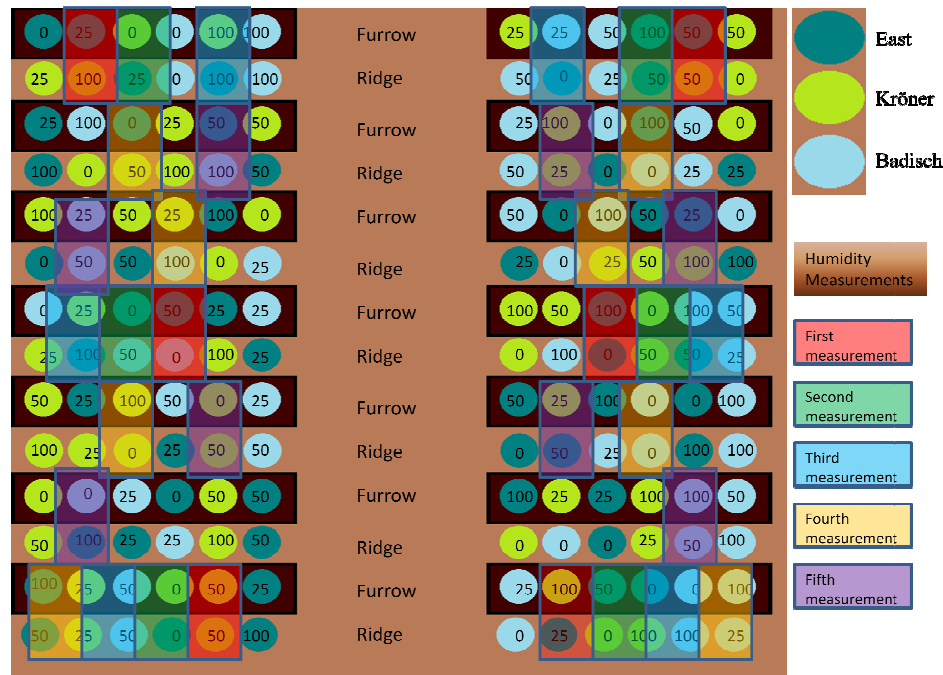 0 25 0 0 100 100 Furrow 25 25 50 100 50 50
25 100 25 0 100 100 Ridge 50 0 25 50 50 0
25 100 0 25 50 50 Furrow 25 100 0 100 50 0
100 0 50 100 100 50 Ridge 50 25 0 0 25 25
100 25 50 25 100 0 Furrow 50 0 100 50 25 0
0 50 50 100 0 25 Ridge 25 0 25 50 100 100
0 25 0 50 25 25 Furrow 100 50 100 0 100 50
25 100 50 0 100 25 Ridge 0 100 0 50 50 25
50 25 100 50 0 25 Furrow 50 25 100 0 0 100
100 25 0 25 50 50 Ridge 0 50 25 0 100 100
0 0 25 0 50 50 Furrow 100 25 25 100 100 50
50 100 25 25 100 50 Ridge 0 0 0 25 50 100
100 25 50 0 50 25 Furrow 25 100 50 0 0 100
50 25 50 0 50 100 Ridge 0 25 0 100 100 25
East
Kröner
Badisch
Humidity
Measurements
First
measurement
Second
measurement
Third
measurement
Fourth
measurement
Fifth
measurement